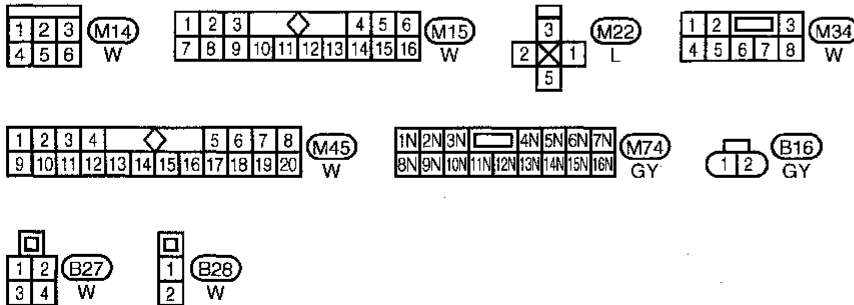 1 2 3 M14
4 5 6 W
1 2 3 4 5 6 M15
7 8 9 10 11 12 13 14 15 16 W
3 M22
2 1 L
5
1 2 3 M34
4 5 6 7 8 W
1 2 3 4 5 6 7 8 M45
9 10 11 12 13 14 15 16 17 18 19 20 W
1N 2N 3N 4N 5N 6N 7N M74
8N 9N 10N 11N 12N 13N 14N 15N 16N GY
1 2 B16
GY
1 2 B27
3 4 W
1 B28
2 W